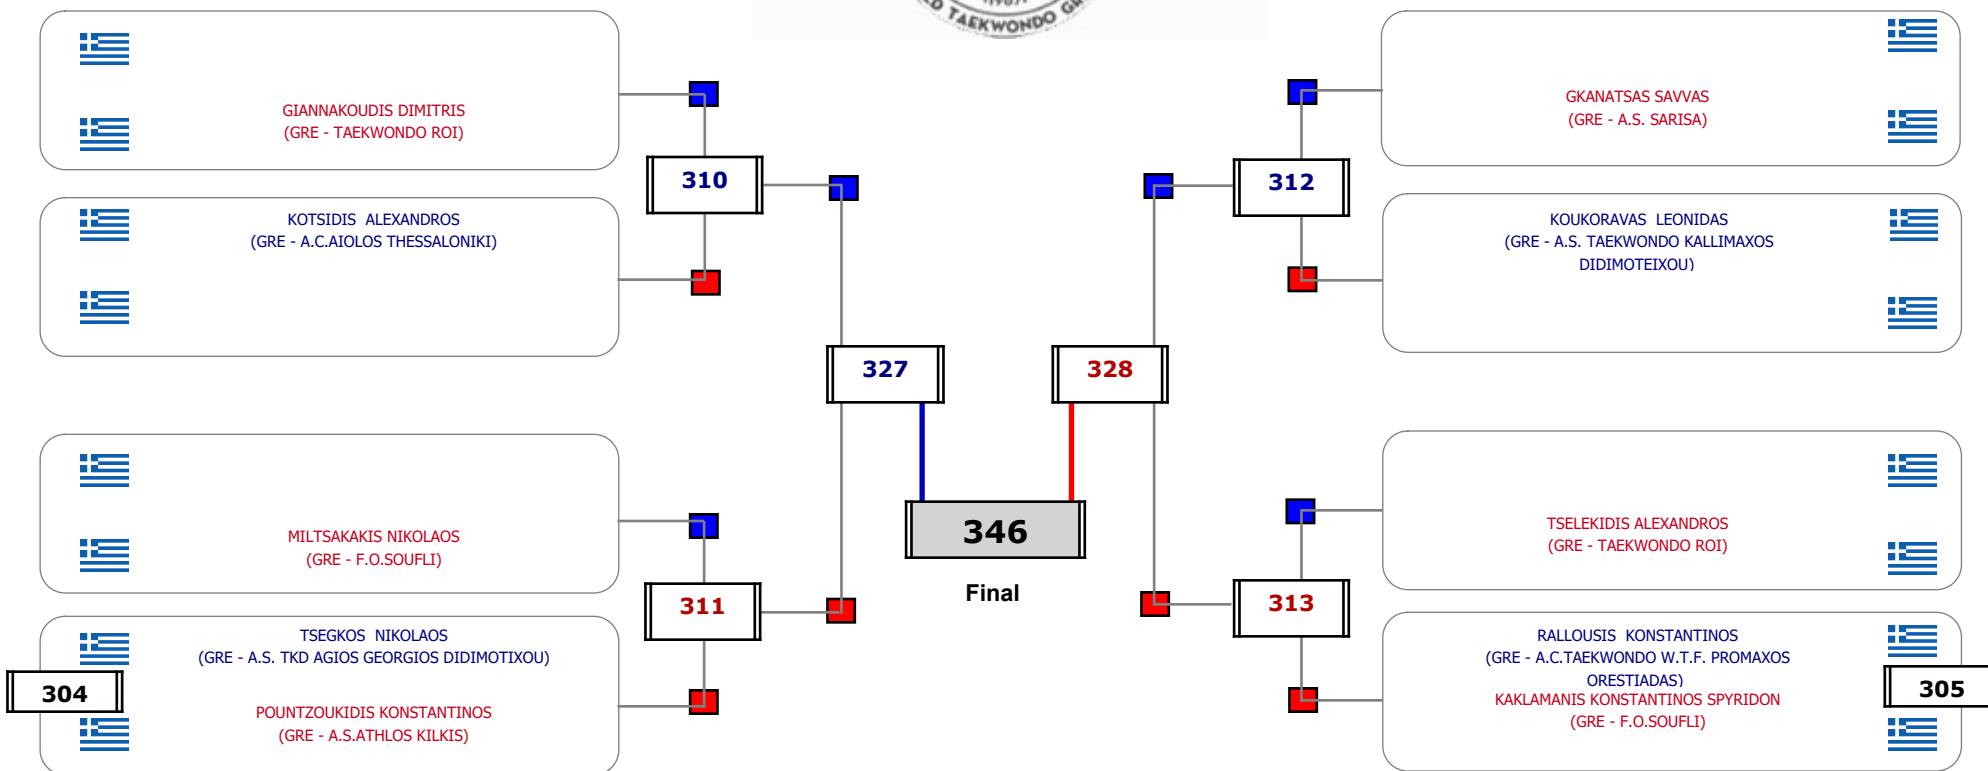 TAEKWONDO
GIANNAKOUDIS DIMITRIS
(GRE - TAEKWONDO ROI)
310
KOTSIDIS ALEXANDROS
(GRE - A.C.AIOLOS THESSALONIKI)
327
MILTSAKAKIS NIKOLAOS
(GRE - F.O.SOUFLI)
311
TSEGKOS NIKOLAOS
(GRE - A.S. TKD AGIOS GEORGIOS DIDIMOTIXOU)
304
POUNTZOUKIDIS KONSTANTINOS
(GRE - A.S.ATHLOS KILKIS)
346
Final
GKANATSAS SAVVAS
(GRE - A.S. SARISA)
312
KOUKORAVAS LEONIDAS
(GRE - A.S. TAEKWONDO KALLIMAXOS
DIDIMOTEIXOU)
328
TSELEKIDIS ALEXANDROS
(GRE - TAEKWONDO ROI)
313
RALLOUSIS KONSTANTINOS
(GRE - A.C.TAEKWONDO W.T.F. PROMAXOS
ORESTIADAS)
305
KAKLAMANIS KONSTANTINOS SPYRIDON
(GRE - F.O.SOUFLI)